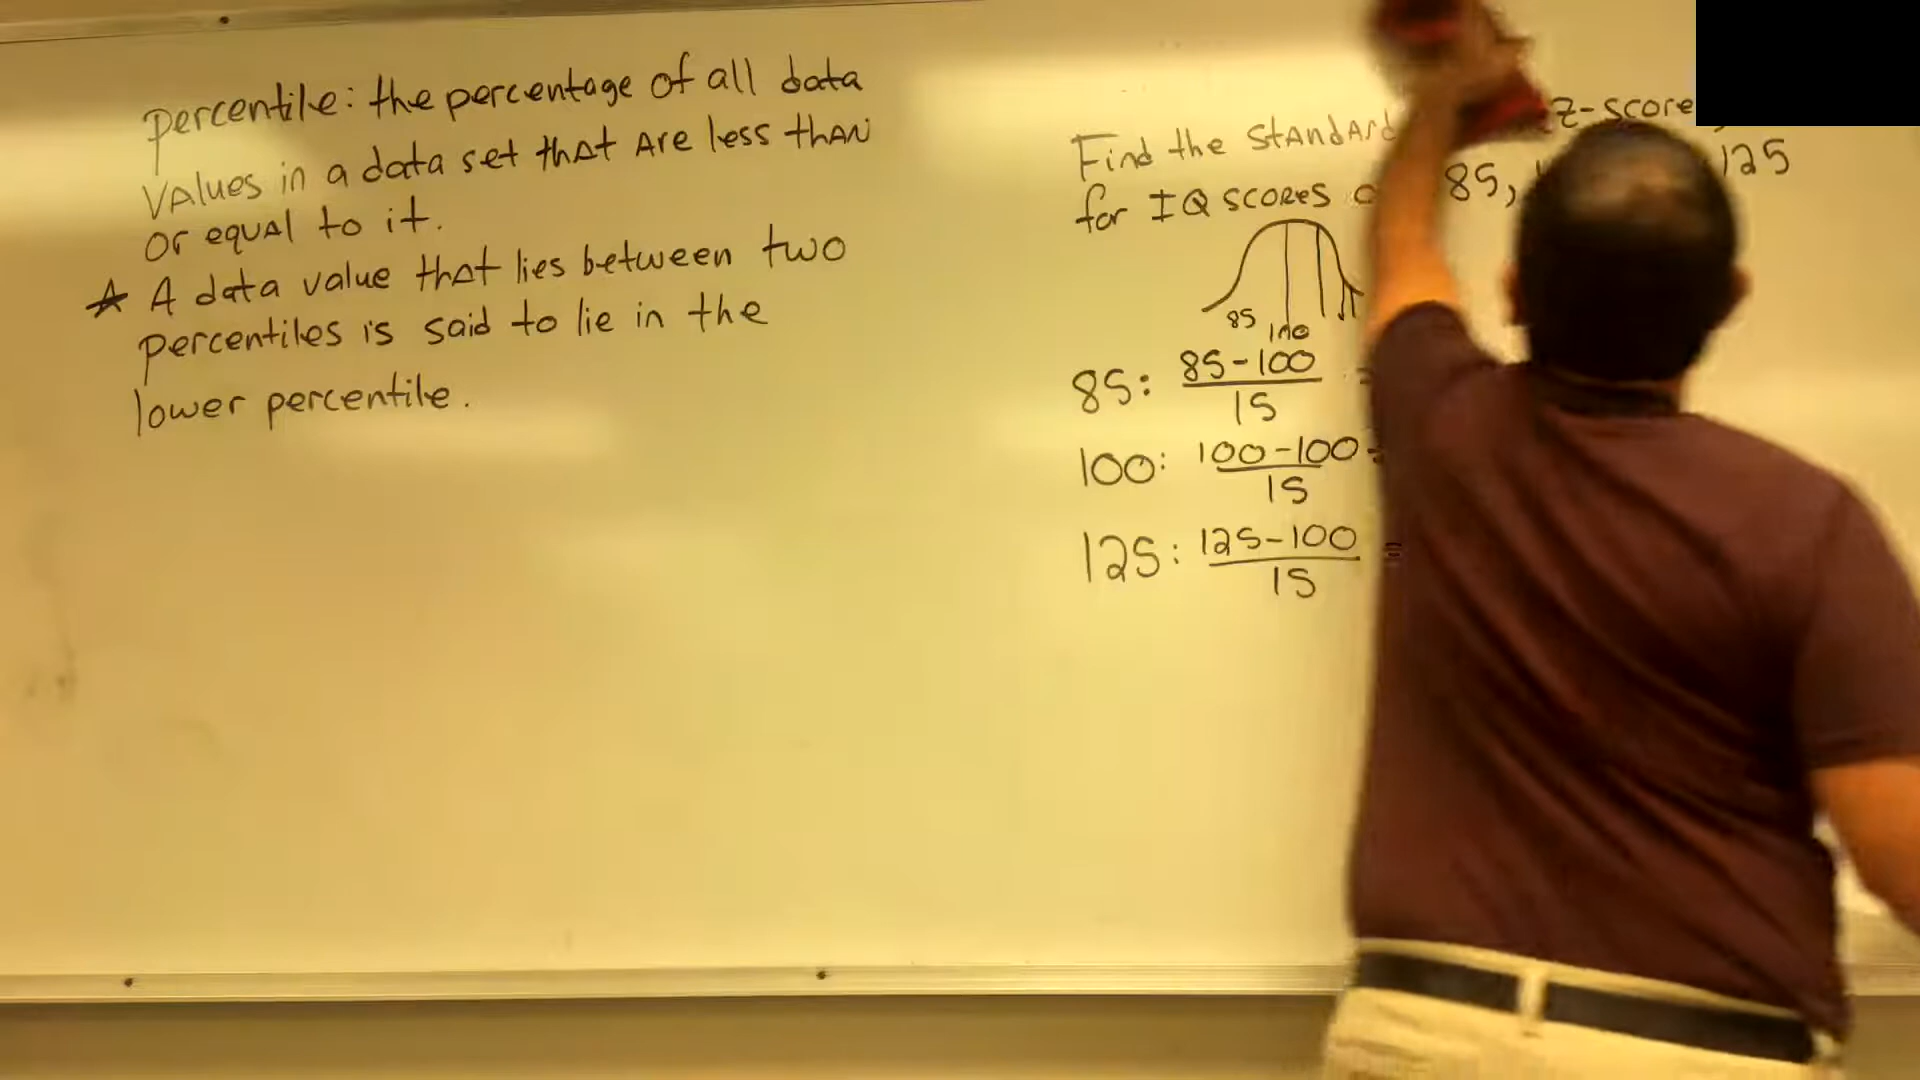 percentile: the percentage of all data
values in a data set that are less than
or equal to it.
★ A data value that lies between two
percentiles is said to lie in the
lower percentile.
Find the standard z-score
for IQ scores 85, 125
85 100
85: 85-100 / 15
100: 100-100 / 15
125: 125-100 / 15 =